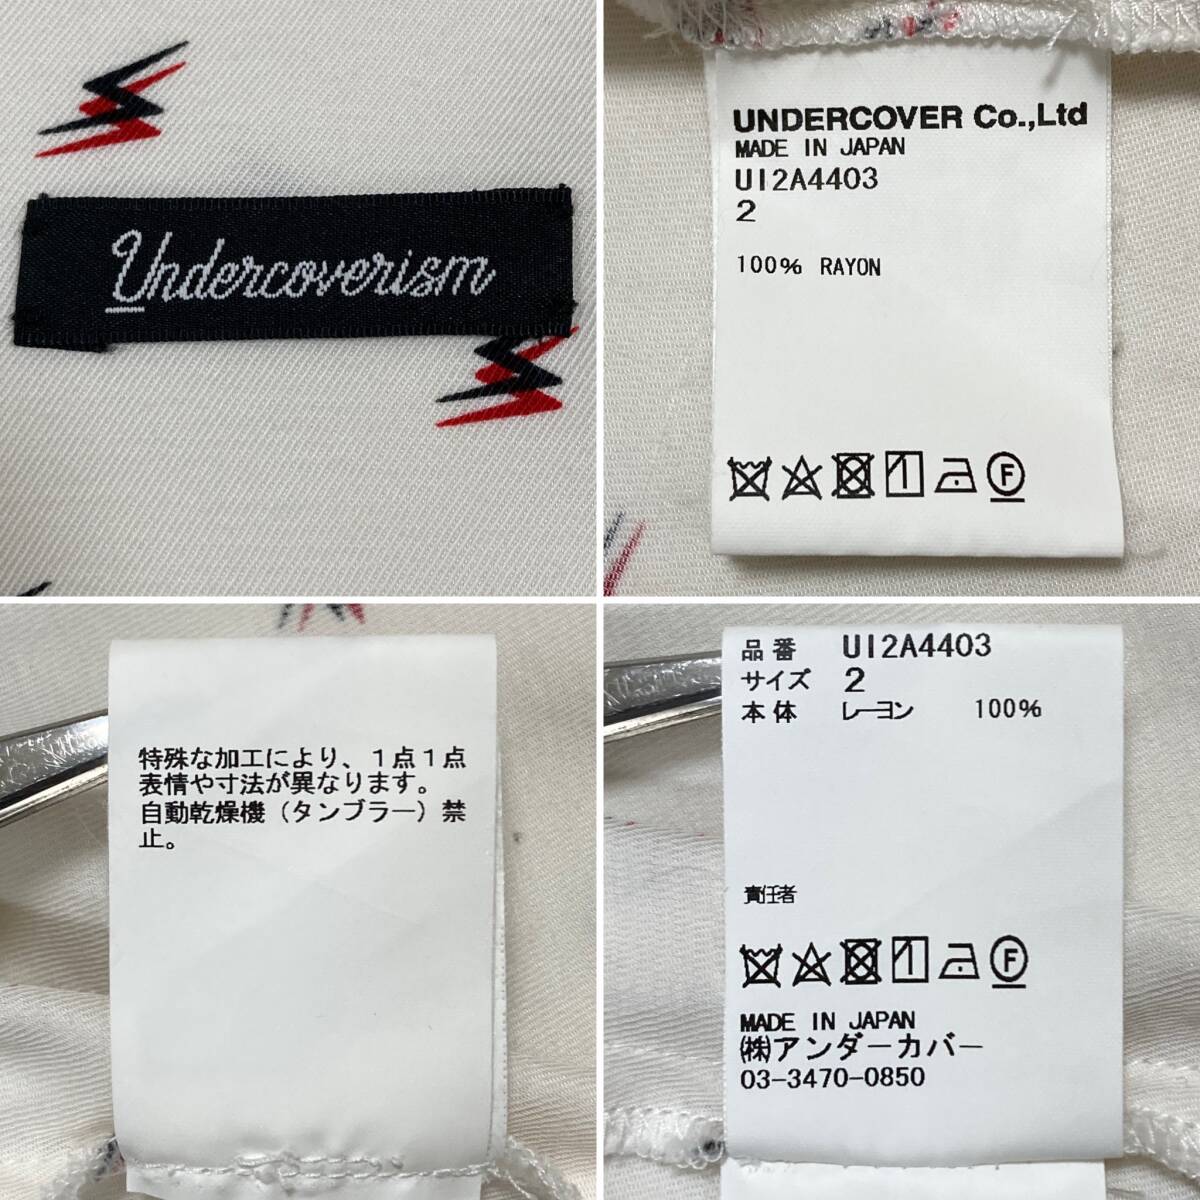 Undercoverism
UNDERCOVER Co.,Ltd
MADE IN JAPAN
UI2A4403
2
100% RAYON
F
特殊な加工により、1点1点
表情や寸法が異なります。
自動乾燥機（タンブラー）禁
止。
品番 UI2A4403
サイズ 2
本体 レーヨン 100%
責任者
F
MADE IN JAPAN
㈱アンダーカバー
03-3470-0850